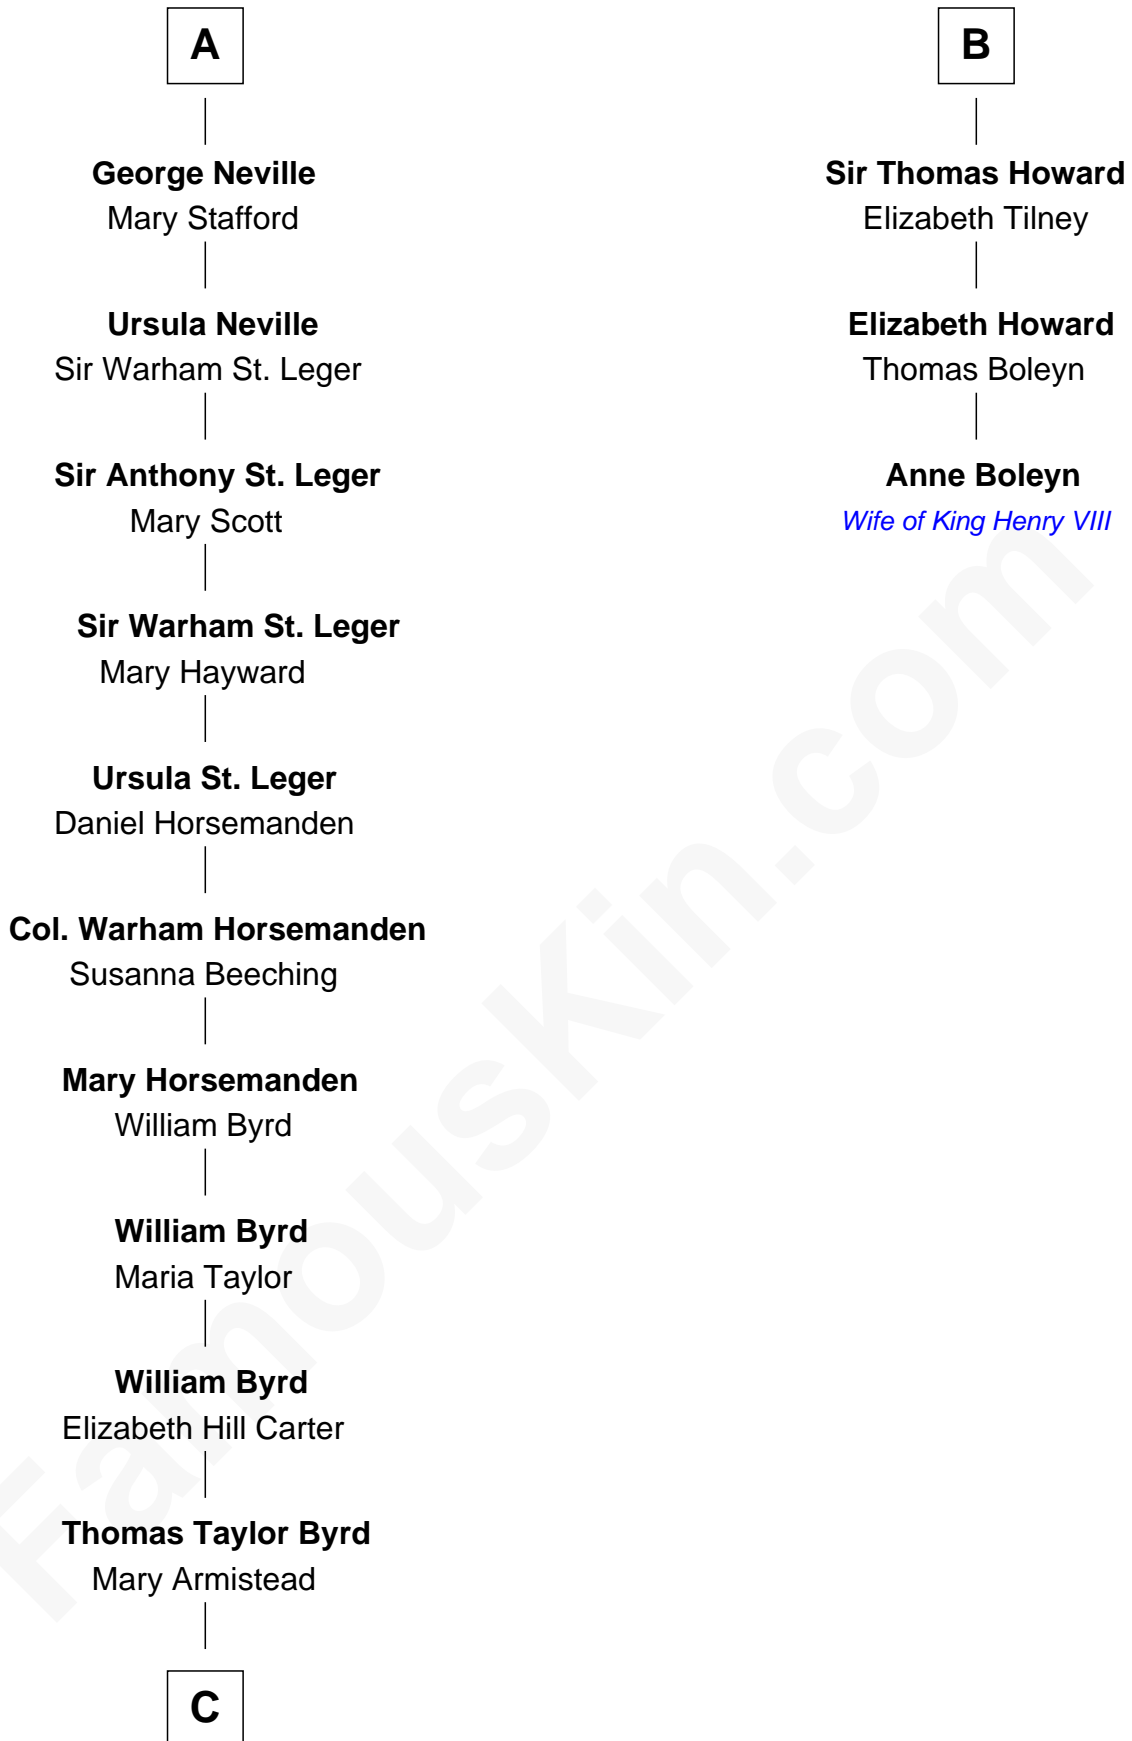 A
George Neville
Mary Stafford
Ursula Neville
Sir Warham St. Leger
Sir Anthony St. Leger
Mary Scott
Sir Warham St. Leger
Mary Hayward
Ursula St. Leger
Daniel Horsemanden
Col. Warham Horsemanden
Susanna Beeching
Mary Horsemanden
William Byrd
William Byrd
Maria Taylor
William Byrd
Elizabeth Hill Carter
Thomas Taylor Byrd
Mary Armistead
C
B
Sir Thomas Howard
Elizabeth Tilney
Elizabeth Howard
Thomas Boleyn
Anne Boleyn
Wife of King Henry VIII
FamousKin.com